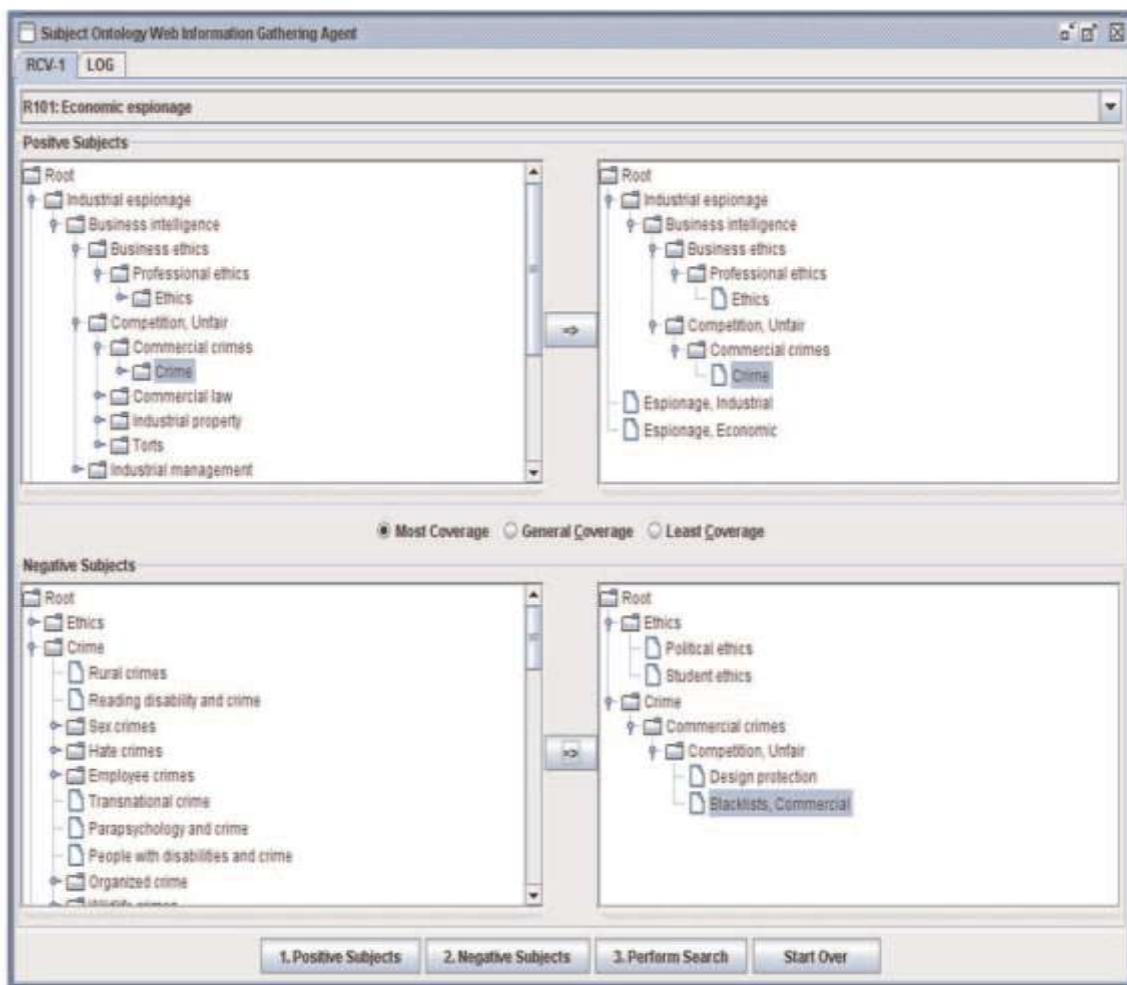 Subject Ontology Web Information Gathering Agent
RCV-1 LOG
R101: Economic espionage
Positve Subjects
Root
Industrial espionage
Business intelligence
Business ethics
Professional ethics
Ethics
Competition, Unfair
Commercial crimes
Crime
Commercial law
Industrial property
Torts
Industrial management
Root
Industrial espionage
Business intelligence
Business ethics
Professional ethics
Ethics
Competition, Unfair
Commercial crimes
Crime
Espionage, Industrial
Espionage, Economic
Most Coverage General Coverage Least Coverage
Negative Subjects
Root
Ethics
Crime
Rural crimes
Reading disability and crime
Sex crimes
Hate crimes
Employee crimes
Transnational crime
Parapsychology and crime
People with disabilities and crime
Organized crime
Root
Ethics
Political ethics
Student ethics
Crime
Commercial crimes
Competition, Unfair
Design protection
Blacklists, Commercial
1. Positive Subjects 2. Negative Subjects 3. Perform Search Start Over